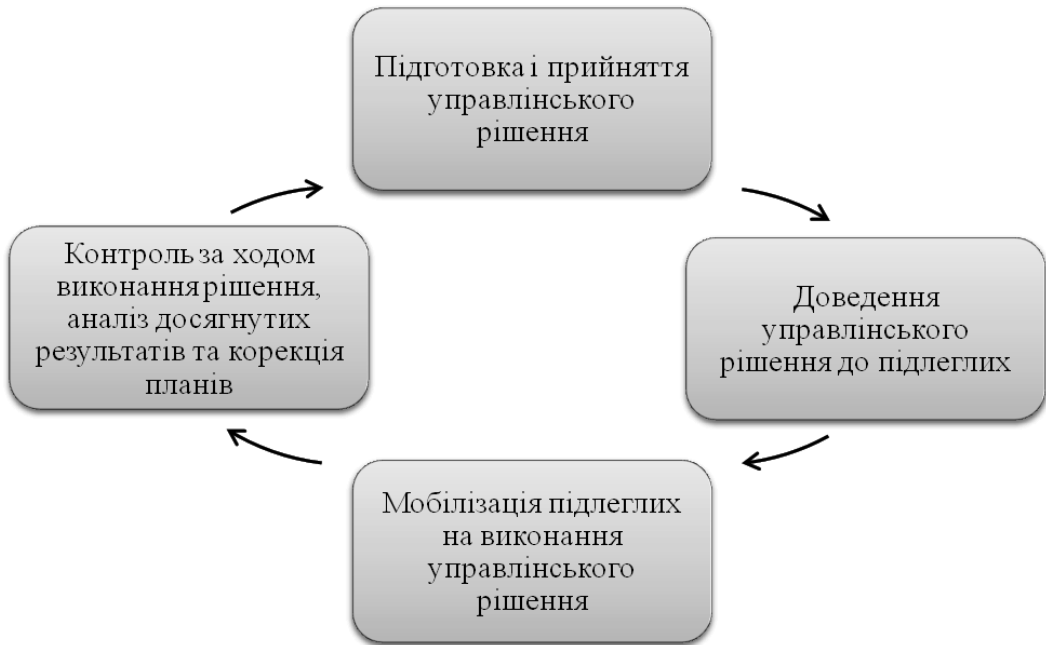 Підготовка і прийняття
управлінського
рішення
Доведення
управлінського
рішення до підлеглих
Мобілізація підлеглих
на виконання
управлінського
рішення
Контроль за ходом
виконання рішення,
аналіз досягнутих
результатів та корекція
планів